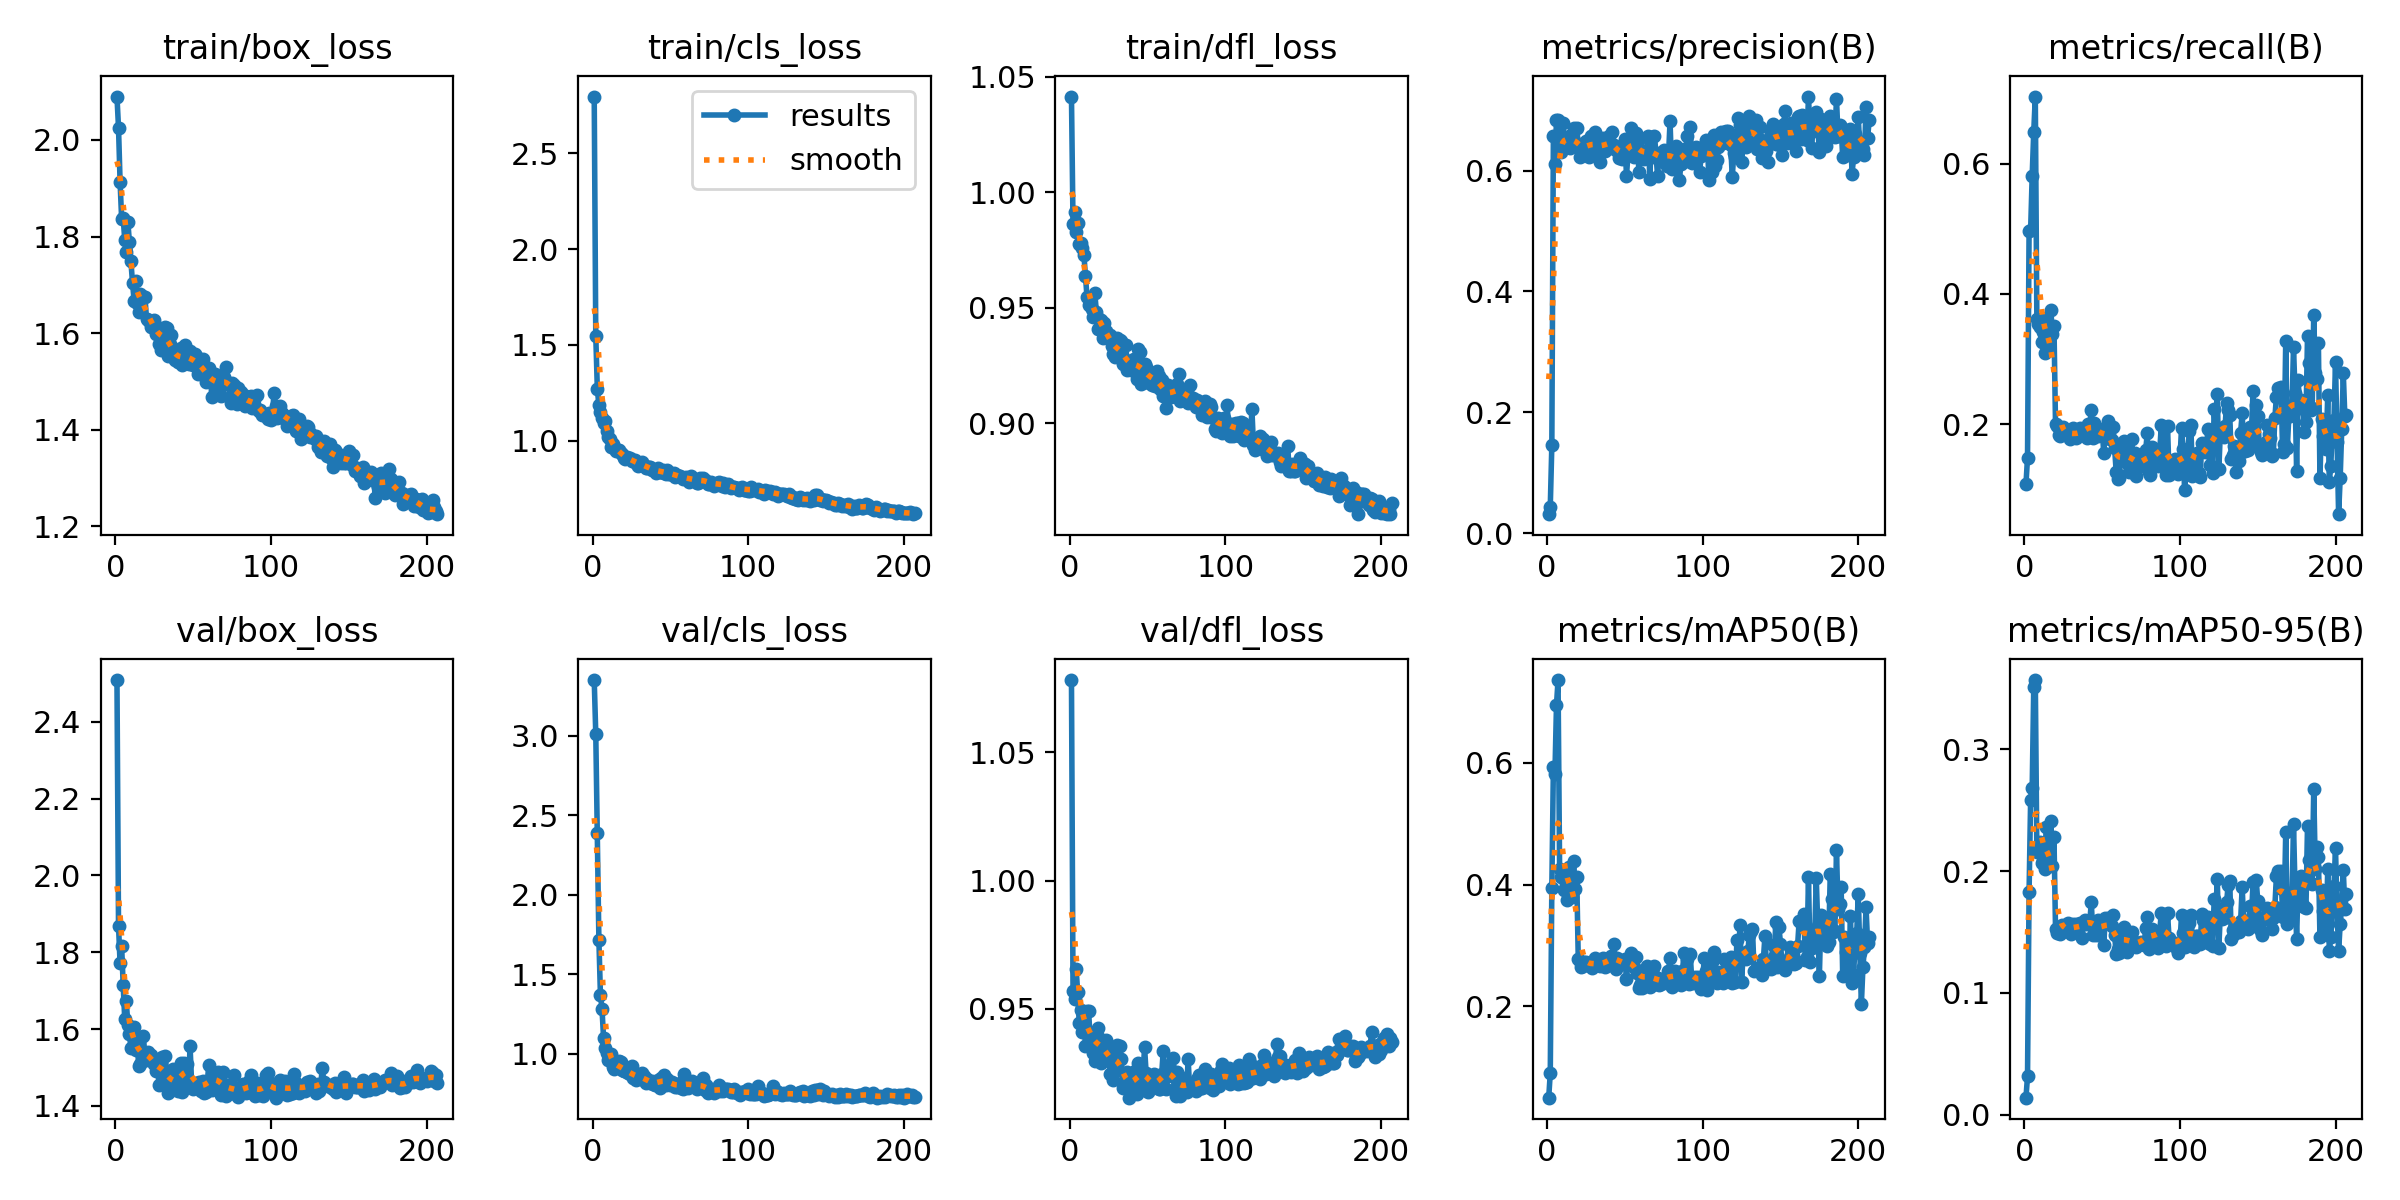 train/box_loss
2.0
1.8
1.6
1.4
1.2
0 100 200
train/cls_loss
results
smooth
2.5
2.0
1.5
1.0
0 100 200
train/dfl_loss
1.05
1.00
0.95
0.90
0 100 200
metrics/precision(B)
0.6
0.4
0.2
0.0
0 100 200
metrics/recall(B)
0.6
0.4
0.2
0 100 200
val/box_loss
2.4
2.2
2.0
1.8
1.6
1.4
0 100 200
val/cls_loss
3.0
2.5
2.0
1.5
1.0
0 100 200
val/dfl_loss
1.05
1.00
0.95
0 100 200
metrics/mAP50(B)
0.6
0.4
0.2
0 100 200
metrics/mAP50-95(B)
0.3
0.2
0.1
0.0
0 100 200